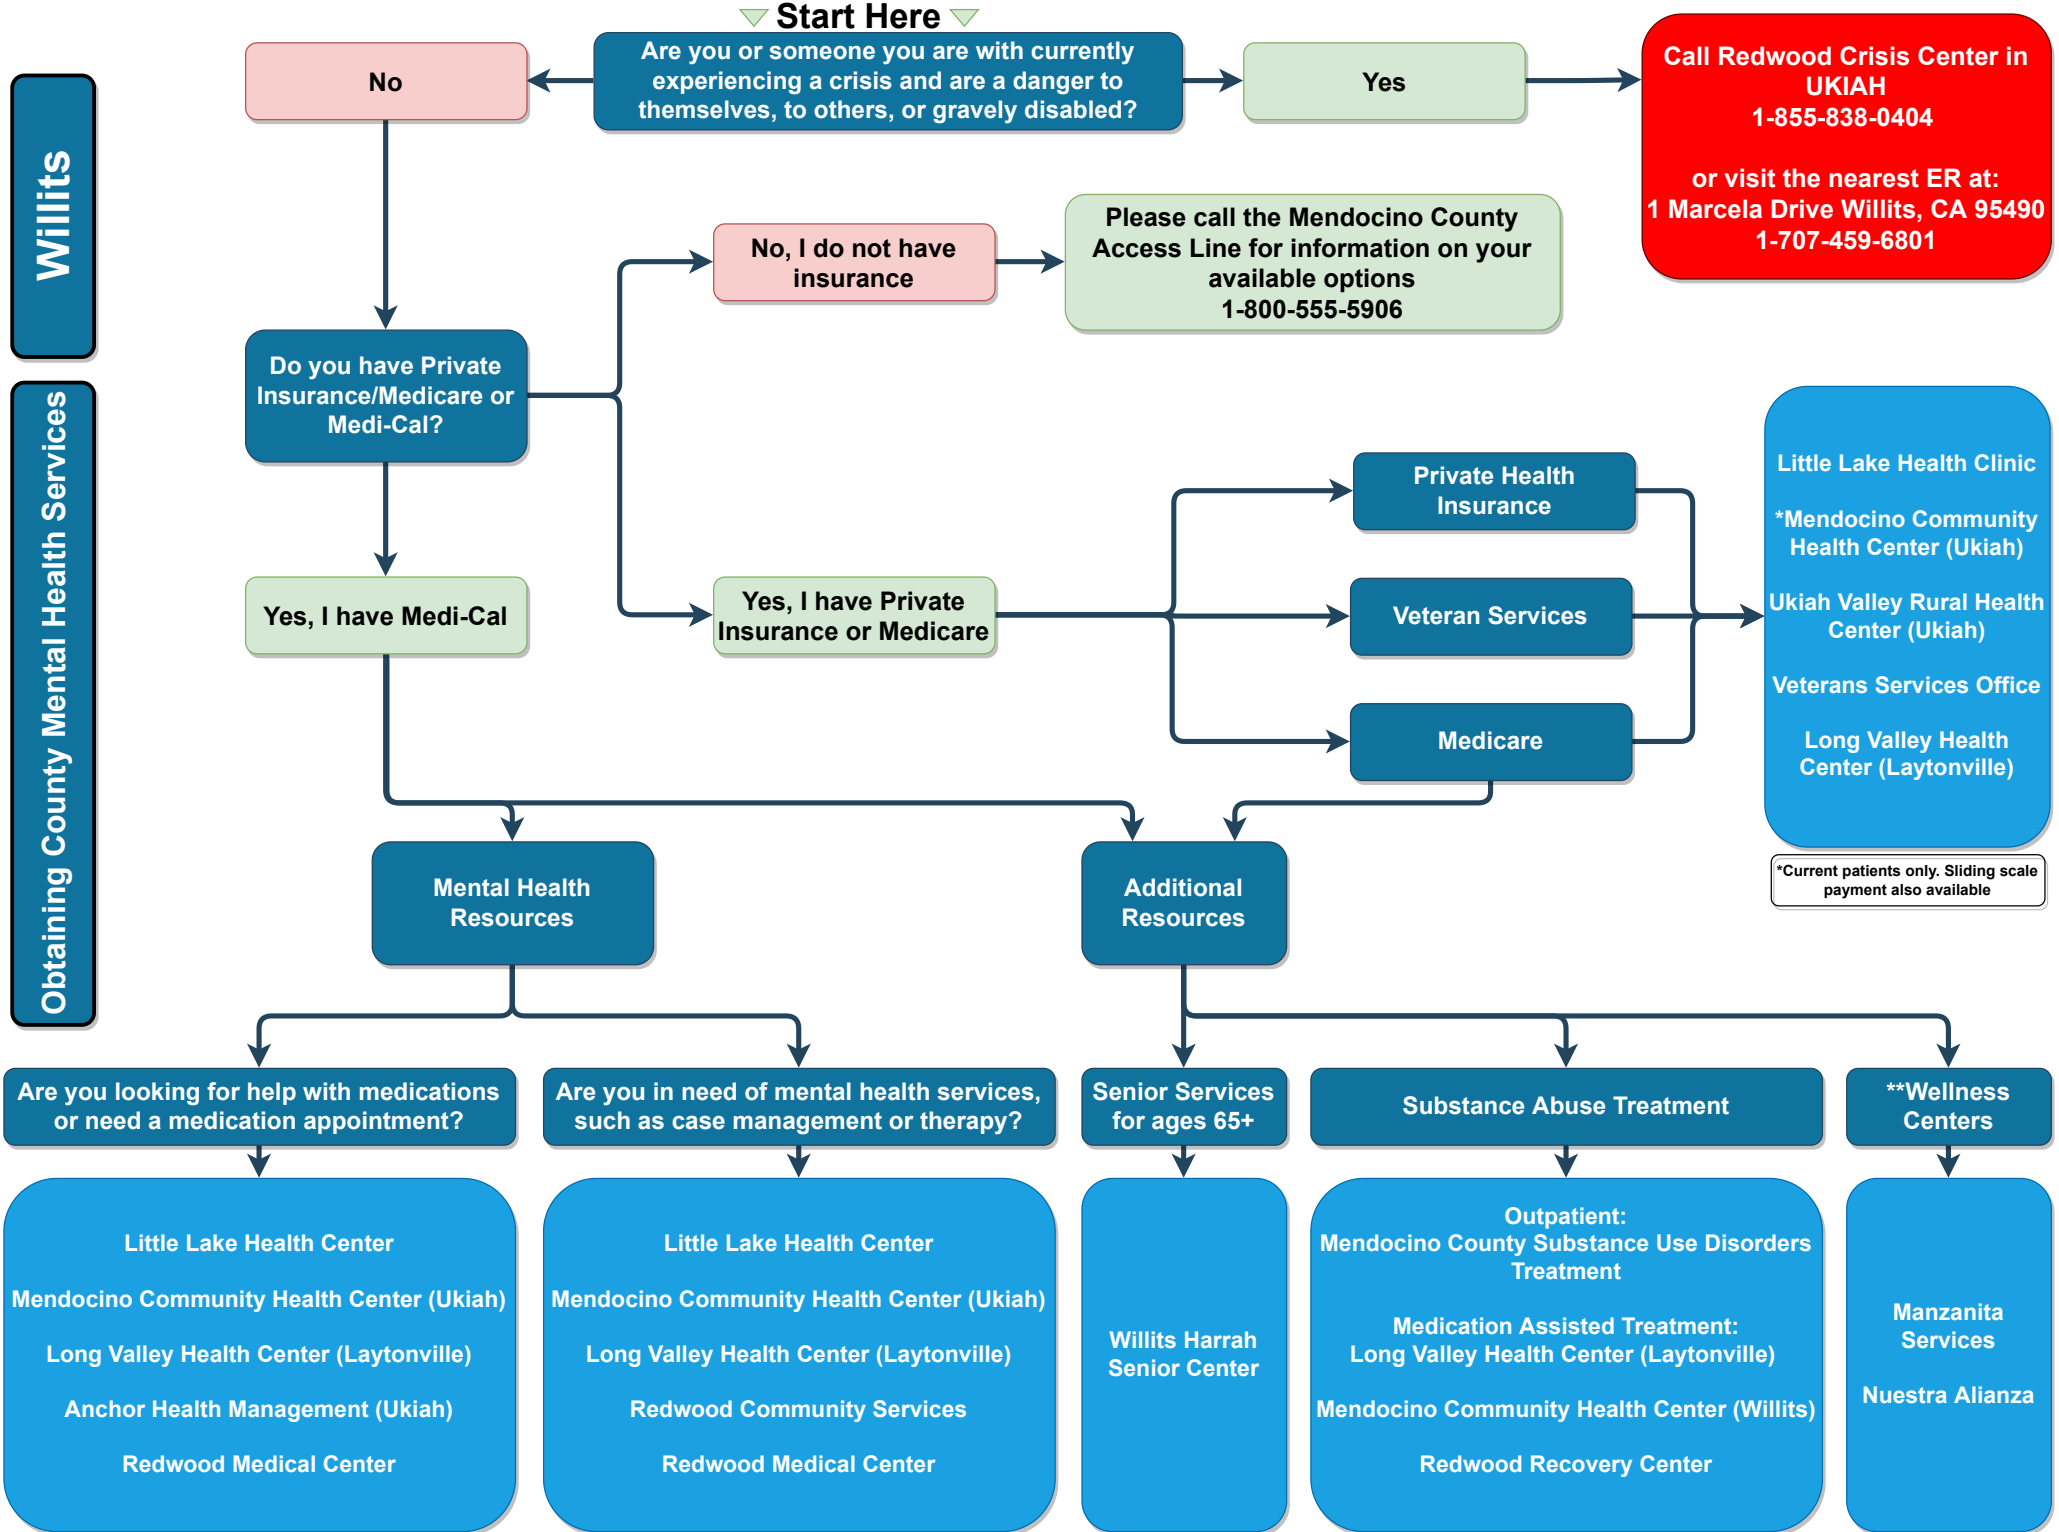 Start Here
Are you or someone you are with currently
experiencing a crisis and are a danger to
themselves, to others, or gravely disabled?
No
Yes
Call Redwood Crisis Center in
UKIAH
1-855-838-0404
or visit the nearest ER at:
1 Marcela Drive Willits, CA 95490
1-707-459-6801
Willits
Obtaining County Mental Health Services
No, I do not have
insurance
Please call the Mendocino County
Access Line for information on your
available options
1-800-555-5906
Do you have Private
Insurance/Medicare or
Medi-Cal?
Yes, I have Medi-Cal
Yes, I have Private
Insurance or Medicare
Private Health
Insurance
Veteran Services
Medicare
Little Lake Health Clinic
*Mendocino Community
Health Center (Ukiah)
Ukiah Valley Rural Health
Center (Ukiah)
Veterans Services Office
Long Valley Health
Center (Laytonville)
*Current patients only. Sliding scale
payment also available
Mental Health
Resources
Additional
Resources
Are you looking for help with medications
or need a medication appointment?
Are you in need of mental health services,
such as case management or therapy?
Senior Services
for ages 65+
Substance Abuse Treatment
**Wellness
Centers
Little Lake Health Center
Mendocino Community Health Center (Ukiah)
Long Valley Health Center (Laytonville)
Anchor Health Management (Ukiah)
Redwood Medical Center
Little Lake Health Center
Mendocino Community Health Center (Ukiah)
Long Valley Health Center (Laytonville)
Redwood Community Services
Redwood Medical Center
Willits Harrah
Senior Center
Outpatient:
Mendocino County Substance Use Disorders
Treatment
Medication Assisted Treatment:
Long Valley Health Center (Laytonville)
Mendocino Community Health Center (Willits)
Redwood Recovery Center
Manzanita
Services
Nuestra Alianza